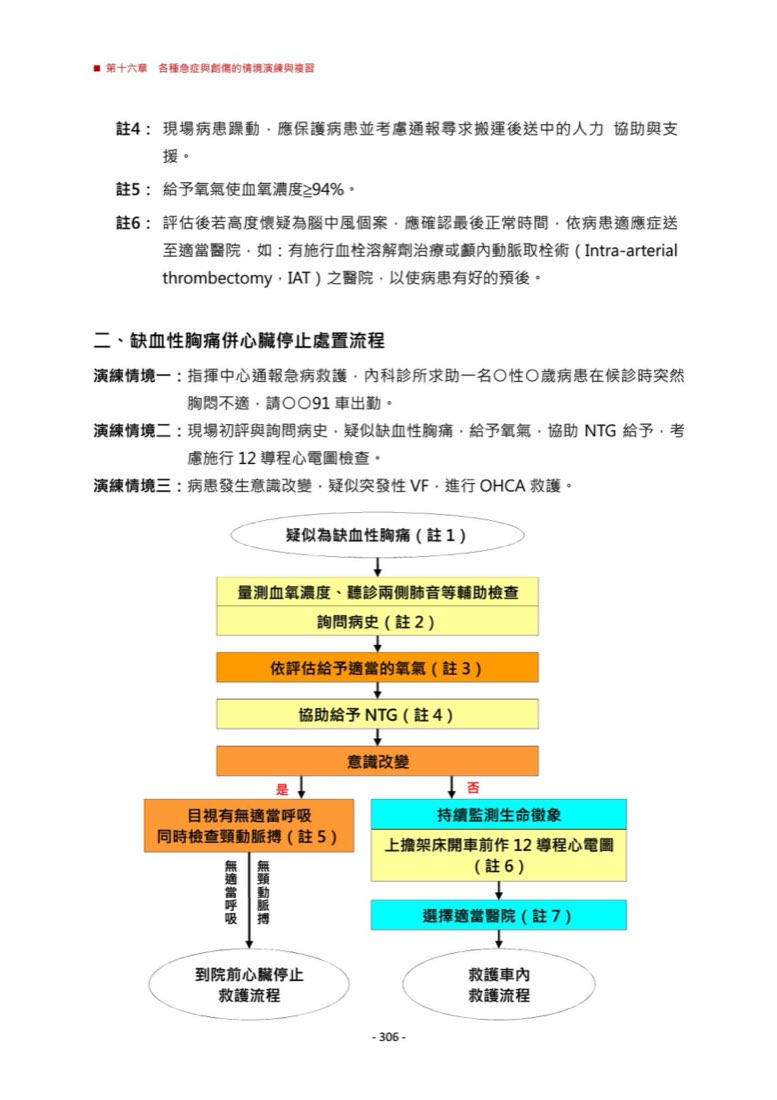 ■ 第十六章　各種急症與創傷的情境演練與複習
註4： 現場病患躁動，應保護病患並考慮通報尋求搬運後送中的人力 協助與支
援。
註5： 給予氧氣使血氧濃度≧94%。
註6： 評估後若高度懷疑為腦中風個案，應確認最後正常時間，依病患適應症送
至適當醫院，如：有施行血栓溶解劑治療或顱內動脈取栓術（Intra-arterial
thrombectomy，IAT）之醫院，以使病患有好的預後。
二、缺血性胸痛併心臟停止處置流程
演練情境一：指揮中心通報急病救護，內科診所求助一名〇性〇歲病患在候診時突然
胸悶不適，請〇〇91 車出勤。
演練情境二：現場初評與詢問病史，疑似缺血性胸痛，給予氧氣，協助 NTG 給予，考
慮施行 12 導程心電圖檢查。
演練情境三：病患發生意識改變，疑似突發性 VF，進行 OHCA 救護。
疑似為缺血性胸痛（註 1）
量測血氧濃度、聽診兩側肺音等輔助檢查
詢問病史（註 2）
依評估給予適當的氧氣（註 3）
協助給予 NTG（註 4）
意識改變
是
否
目視有無適當呼吸
同時檢查頸動脈搏（註 5）
持續監測生命徵象
上擔架床開車前作 12 導程心電圖
（註 6）
無適當呼吸
無頸動脈搏
選擇適當醫院（註 7）
到院前心臟停止
救護流程
救護車內
救護流程
- 306 -